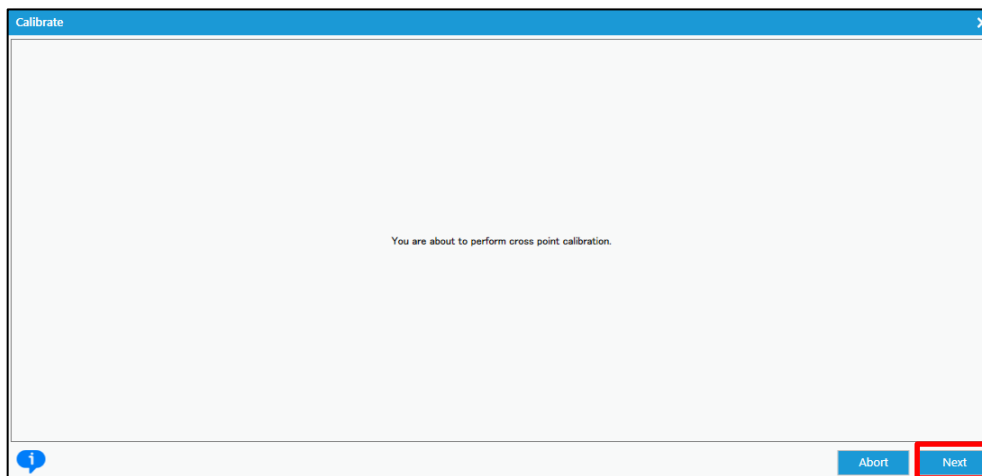 Calibrate
You are about to perform cross point calibration.
Abort
Next